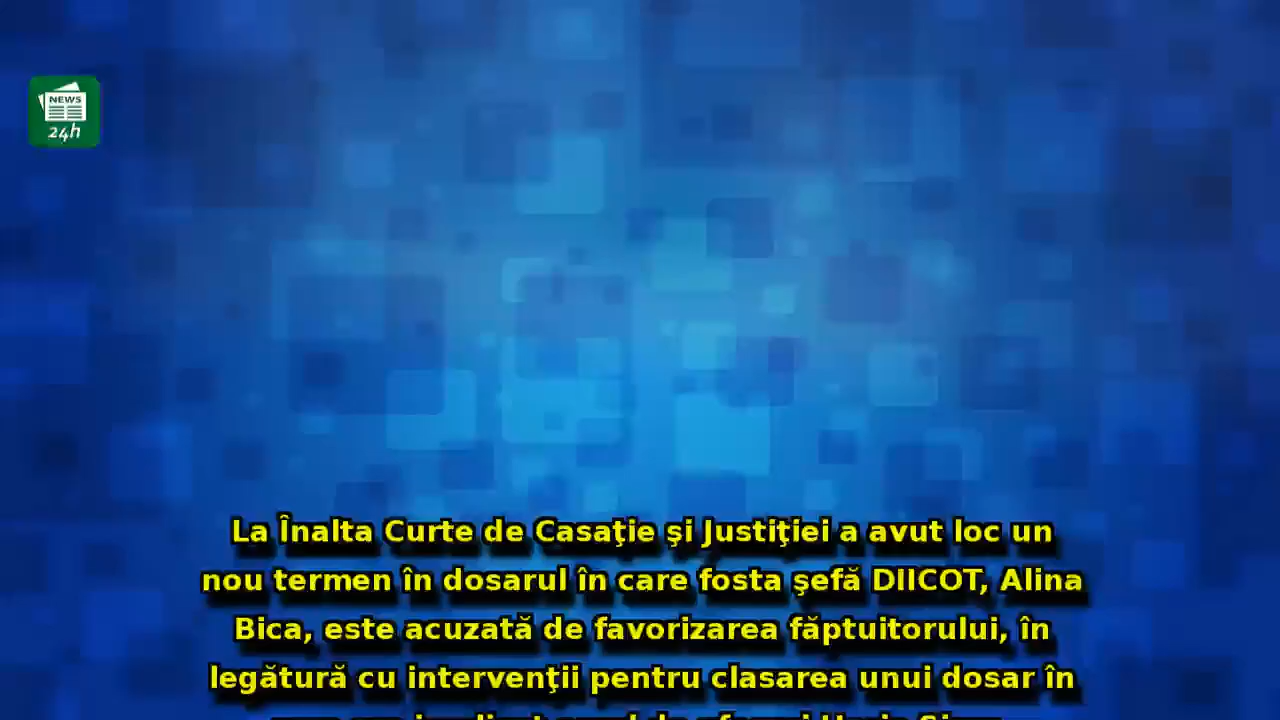 NEWS
24h
La Înalta Curte de Casaţie şi Justiţiei a avut loc un
nou termen în dosarul în care fosta şefă DIICOT, Alina
Bica, este acuzată de favorizarea făptuitorului, în
legătură cu intervenţii pentru clasarea unui dosar în